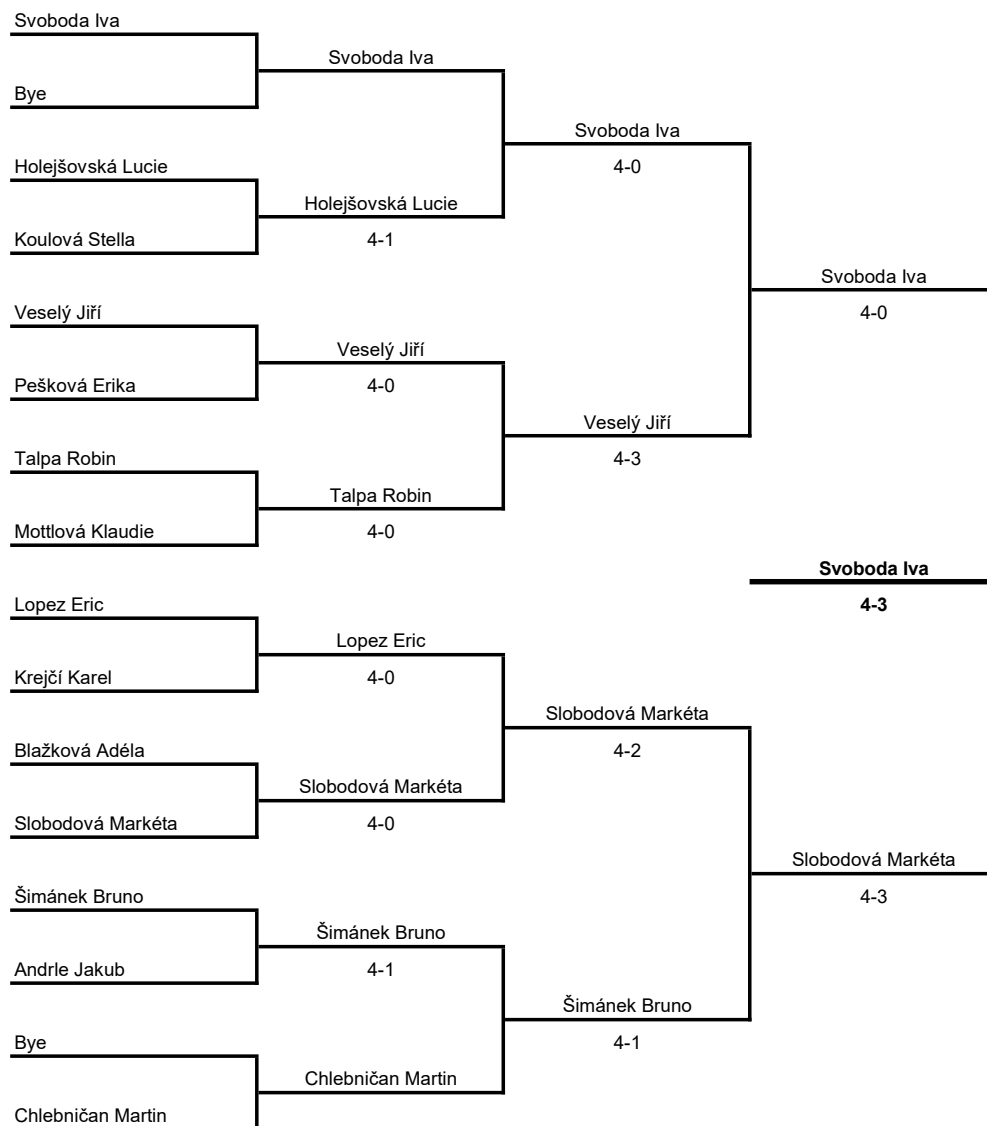 Svoboda Iva
Svoboda Iva
Bye
Svoboda Iva
Holejšovská Lucie
4-0
Holejšovská Lucie
Koulová Stella
4-1
Svoboda Iva
Veselý Jiří
4-0
Veselý Jiří
Pešková Erika
4-0
Veselý Jiří
Talpa Robin
4-3
Talpa Robin
Mottlová Klaudie
4-0
Svoboda Iva
Lopez Eric
4-3
Lopez Eric
Krejčí Karel
4-0
Slobodová Markéta
Blažková Adéla
4-2
Slobodová Markéta
Slobodová Markéta
4-0
Slobodová Markéta
Šimánek Bruno
4-3
Šimánek Bruno
Andrle Jakub
4-1
Šimánek Bruno
Bye
4-1
Chlebničan Martin
Chlebničan Martin